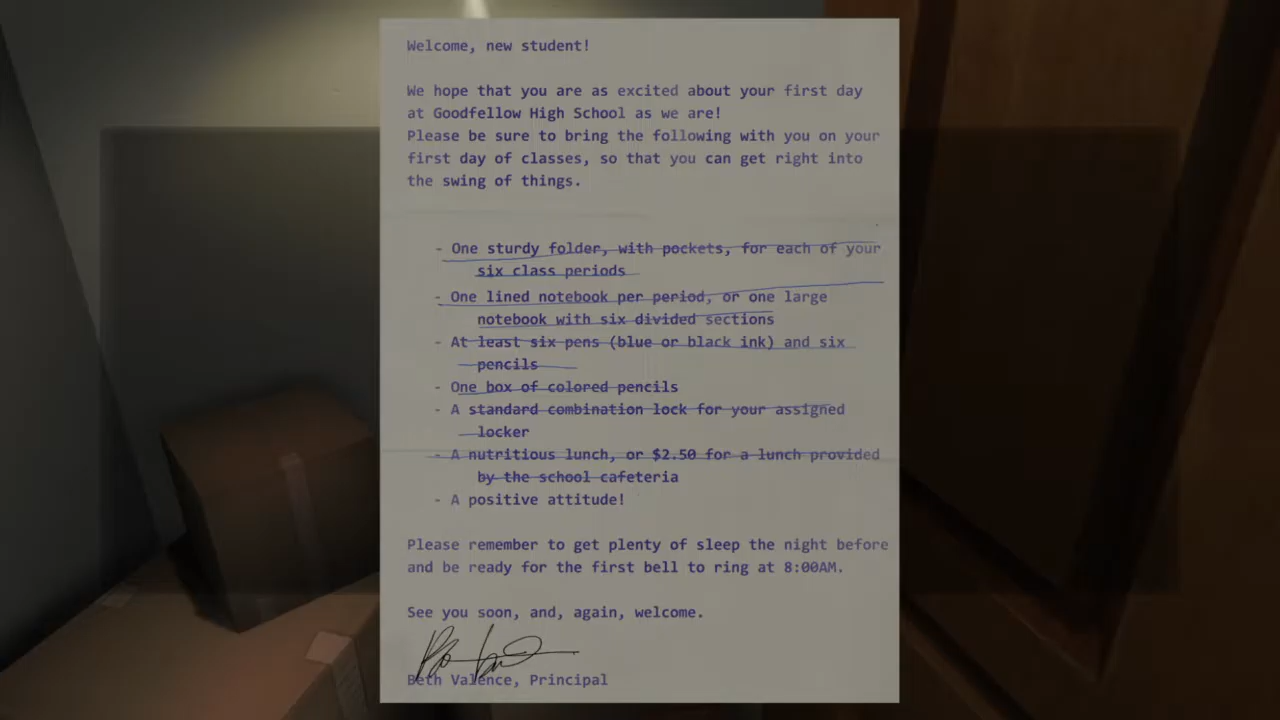 Welcome, new student!
We hope that you are as excited about your first day
at Goodfellow High School as we are!
Please be sure to bring the following with you on your
first day of classes, so that you can get right into
the swing of things.
- One sturdy folder, with pockets, for each of your
six class periods
- One lined notebook per period, or one large
notebook with six divided sections
- At least six pens (blue or black ink) and six
pencils
- One box of colored pencils
- A standard combination lock for your assigned
locker
- A nutritious lunch, or $2.50 for a lunch provided
by the school cafeteria
- A positive attitude!
Please remember to get plenty of sleep the night before
and be ready for the first bell to ring at 8:00AM.
See you soon, and, again, welcome.
Beth Valence, Principal